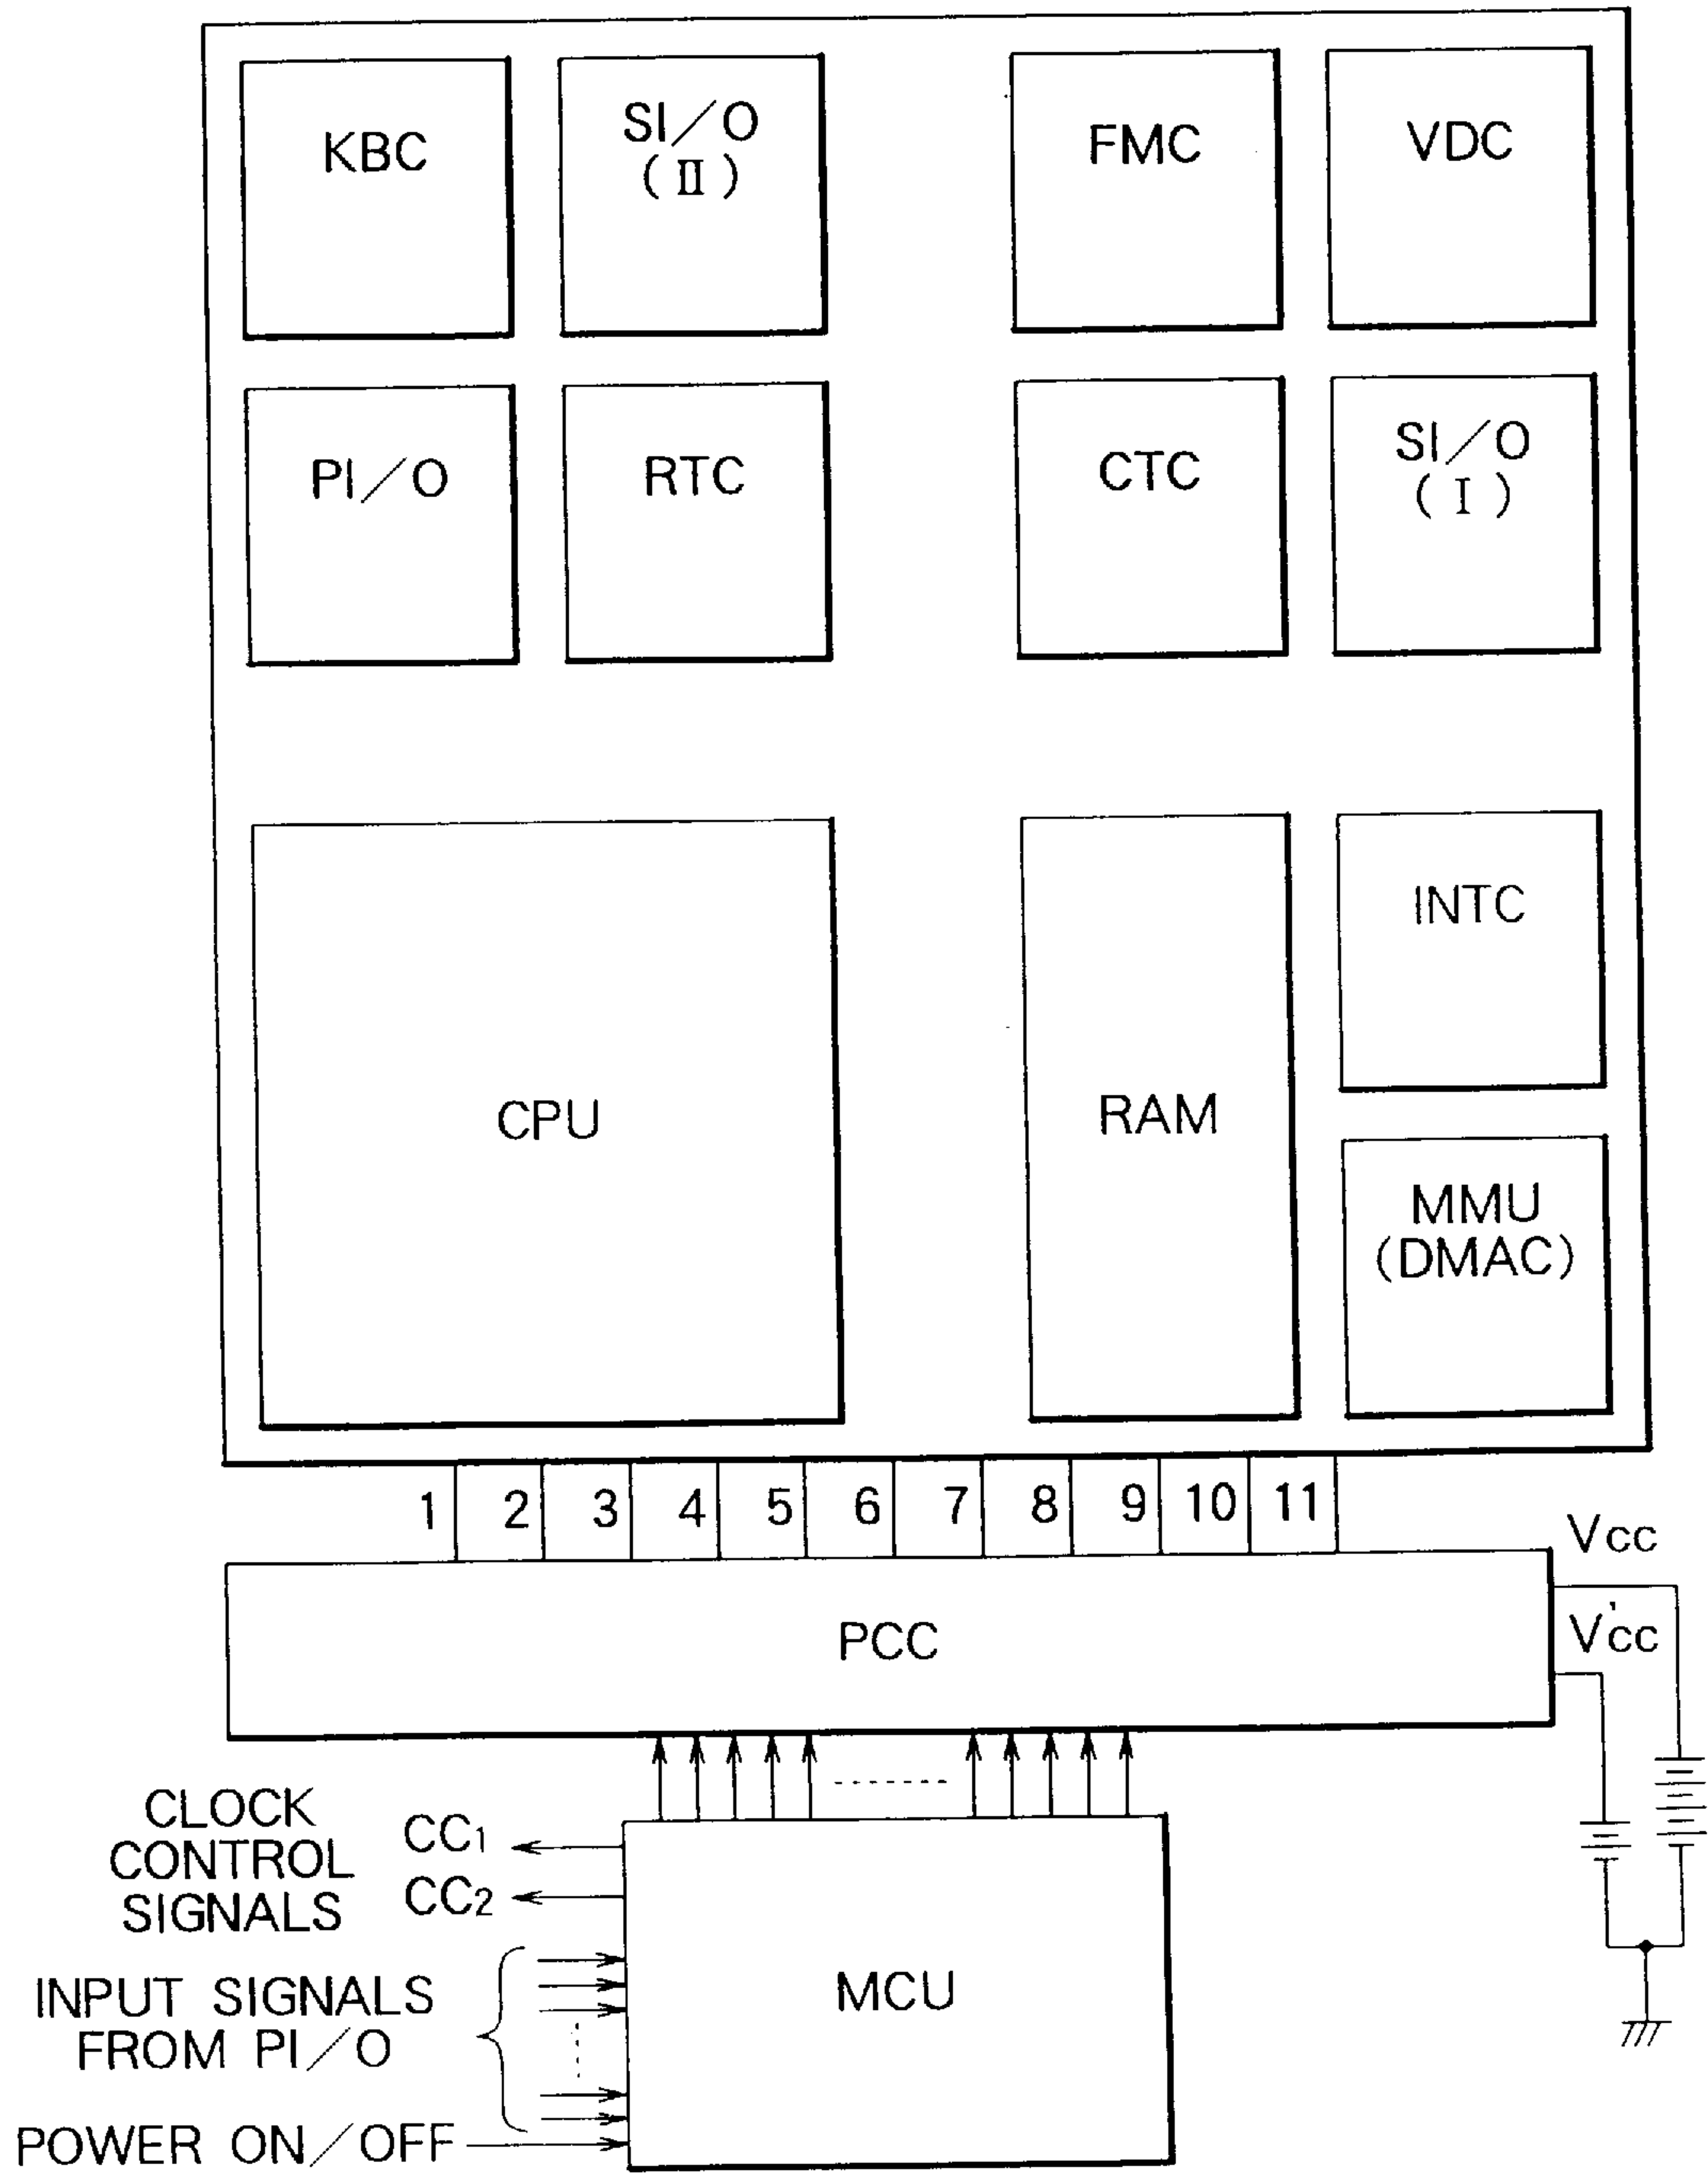 KBC
SI/O
(II)
FMC
VDC
PI/O
RTC
CTC
SI/O
(I)
CPU
RAM
INTC
MMU
(DMAC)
1 2 3 4 5 6 7 8 9 10 11
Vcc
V'cc
PCC
CLOCK
CONTROL
SIGNALS
CC1
CC2
INPUT SIGNALS
FROM PI/O
POWER ON/OFF
MCU